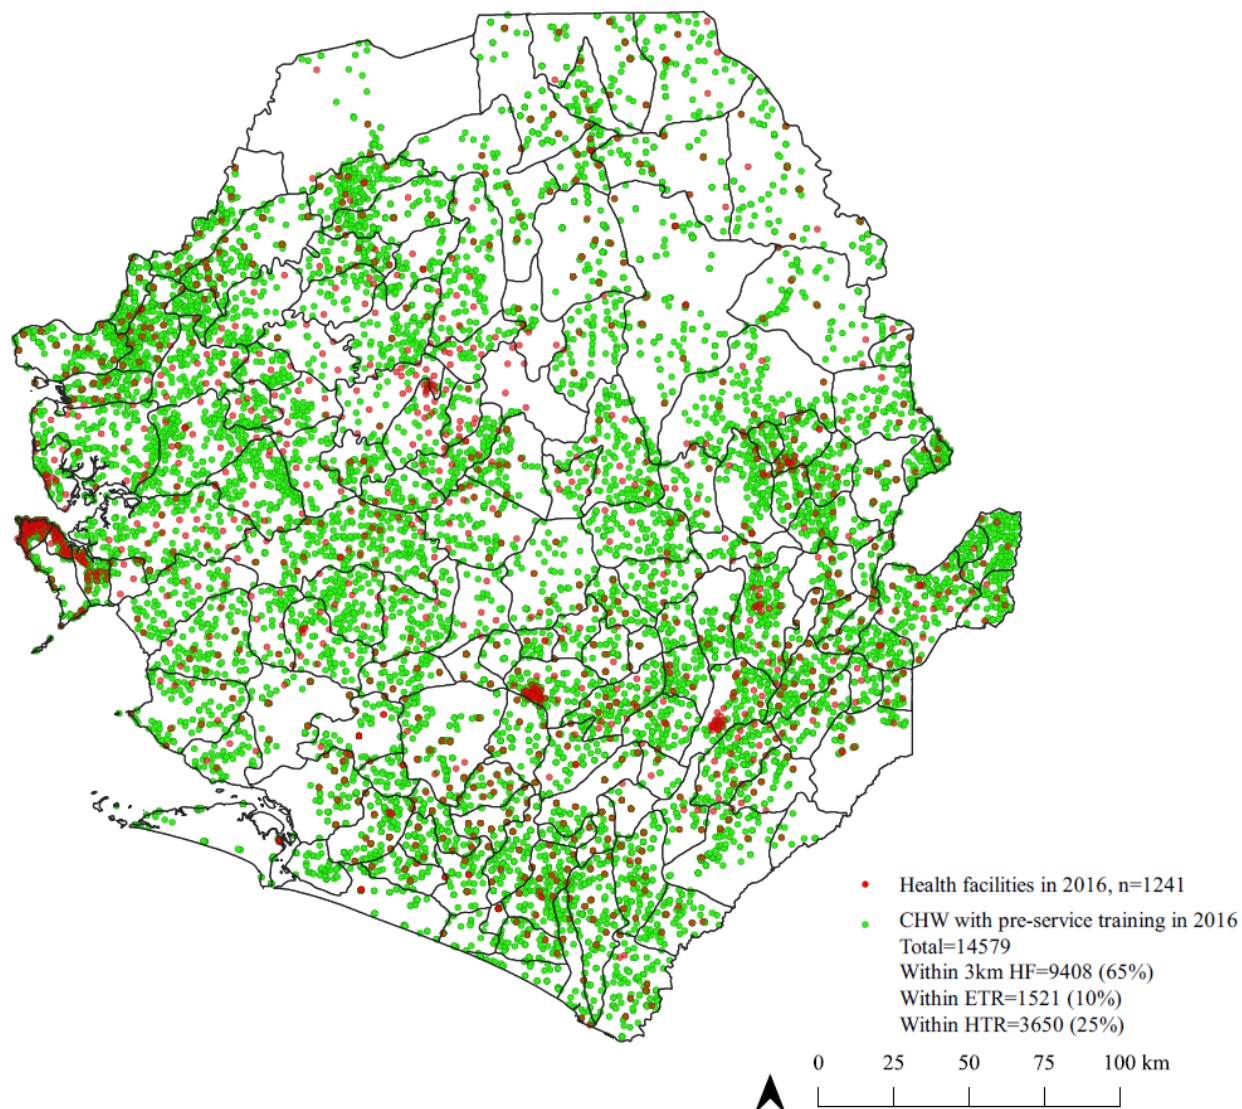 Health facilities in 2016, n=1241
CHW with pre-service training in 2016
Total=14579
Within 3km HF=9408 (65%)
Within ETR=1521 (10%)
Within HTR=3650 (25%)
0 25 50 75 100 km